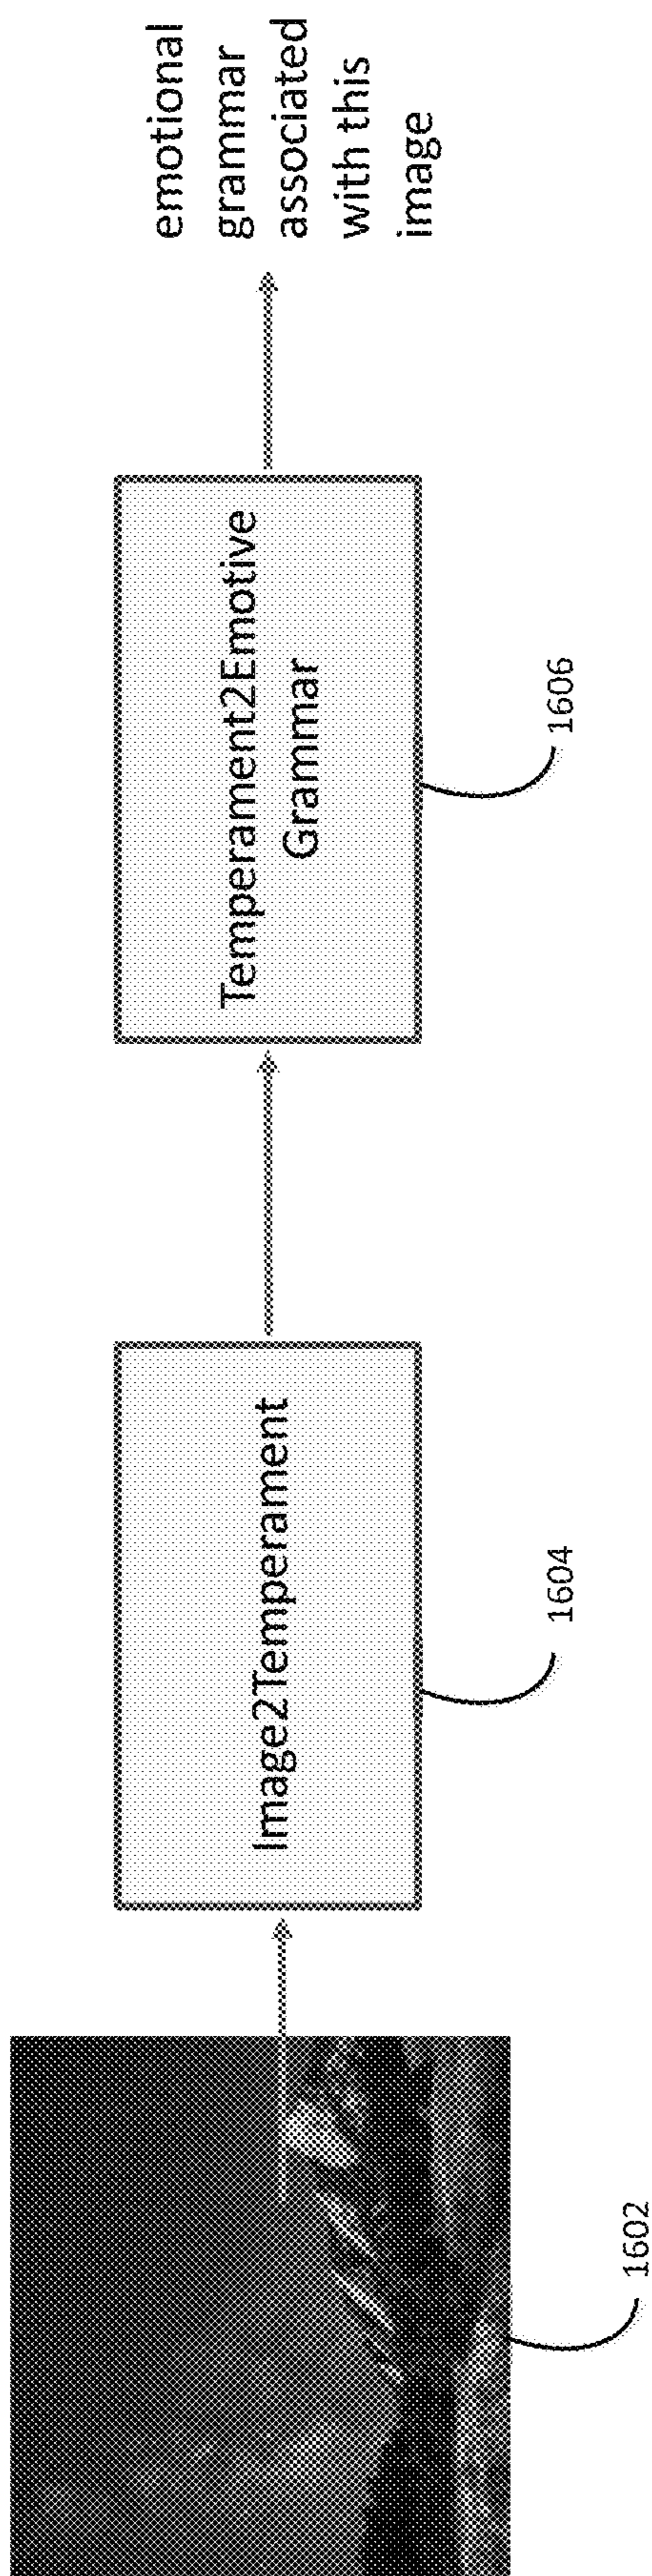 1602
Image2Temperament
1604
Temperament2Emotive
Grammar
1606
emotional
grammar
associated
with this
image